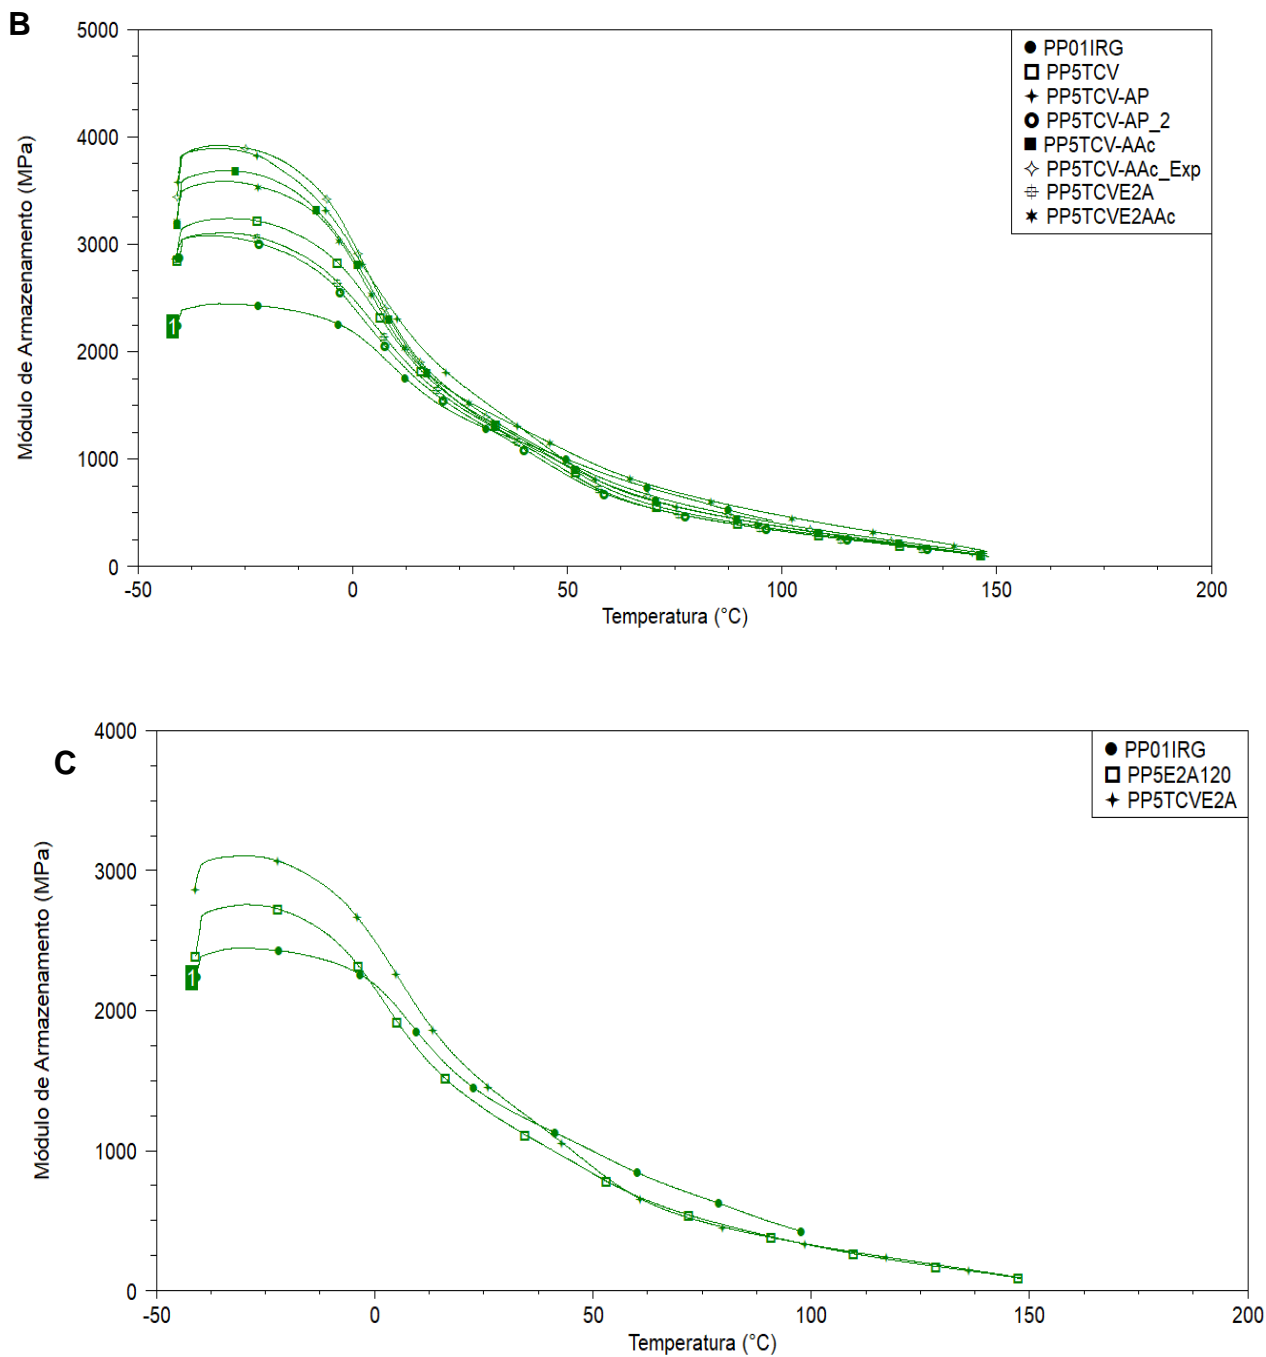 B
5000
4000
3000
2000
1000
0
Módulo de Armazenamento (MPa)
1
PP01IRG
PP5TCV
PP5TCV-AP
PP5TCV-AP_2
PP5TCV-AAc
PP5TCV-AAc_Exp
PP5TCVE2A
PP5TCVE2AAc
-50 0 50 100 150 200
Temperatura (°C)
C
4000
3000
2000
1000
0
Módulo de Armazenamento (MPa)
1
PP01IRG
PP5E2A120
PP5TCVE2A
-50 0 50 100 150 200
Temperatura (°C)